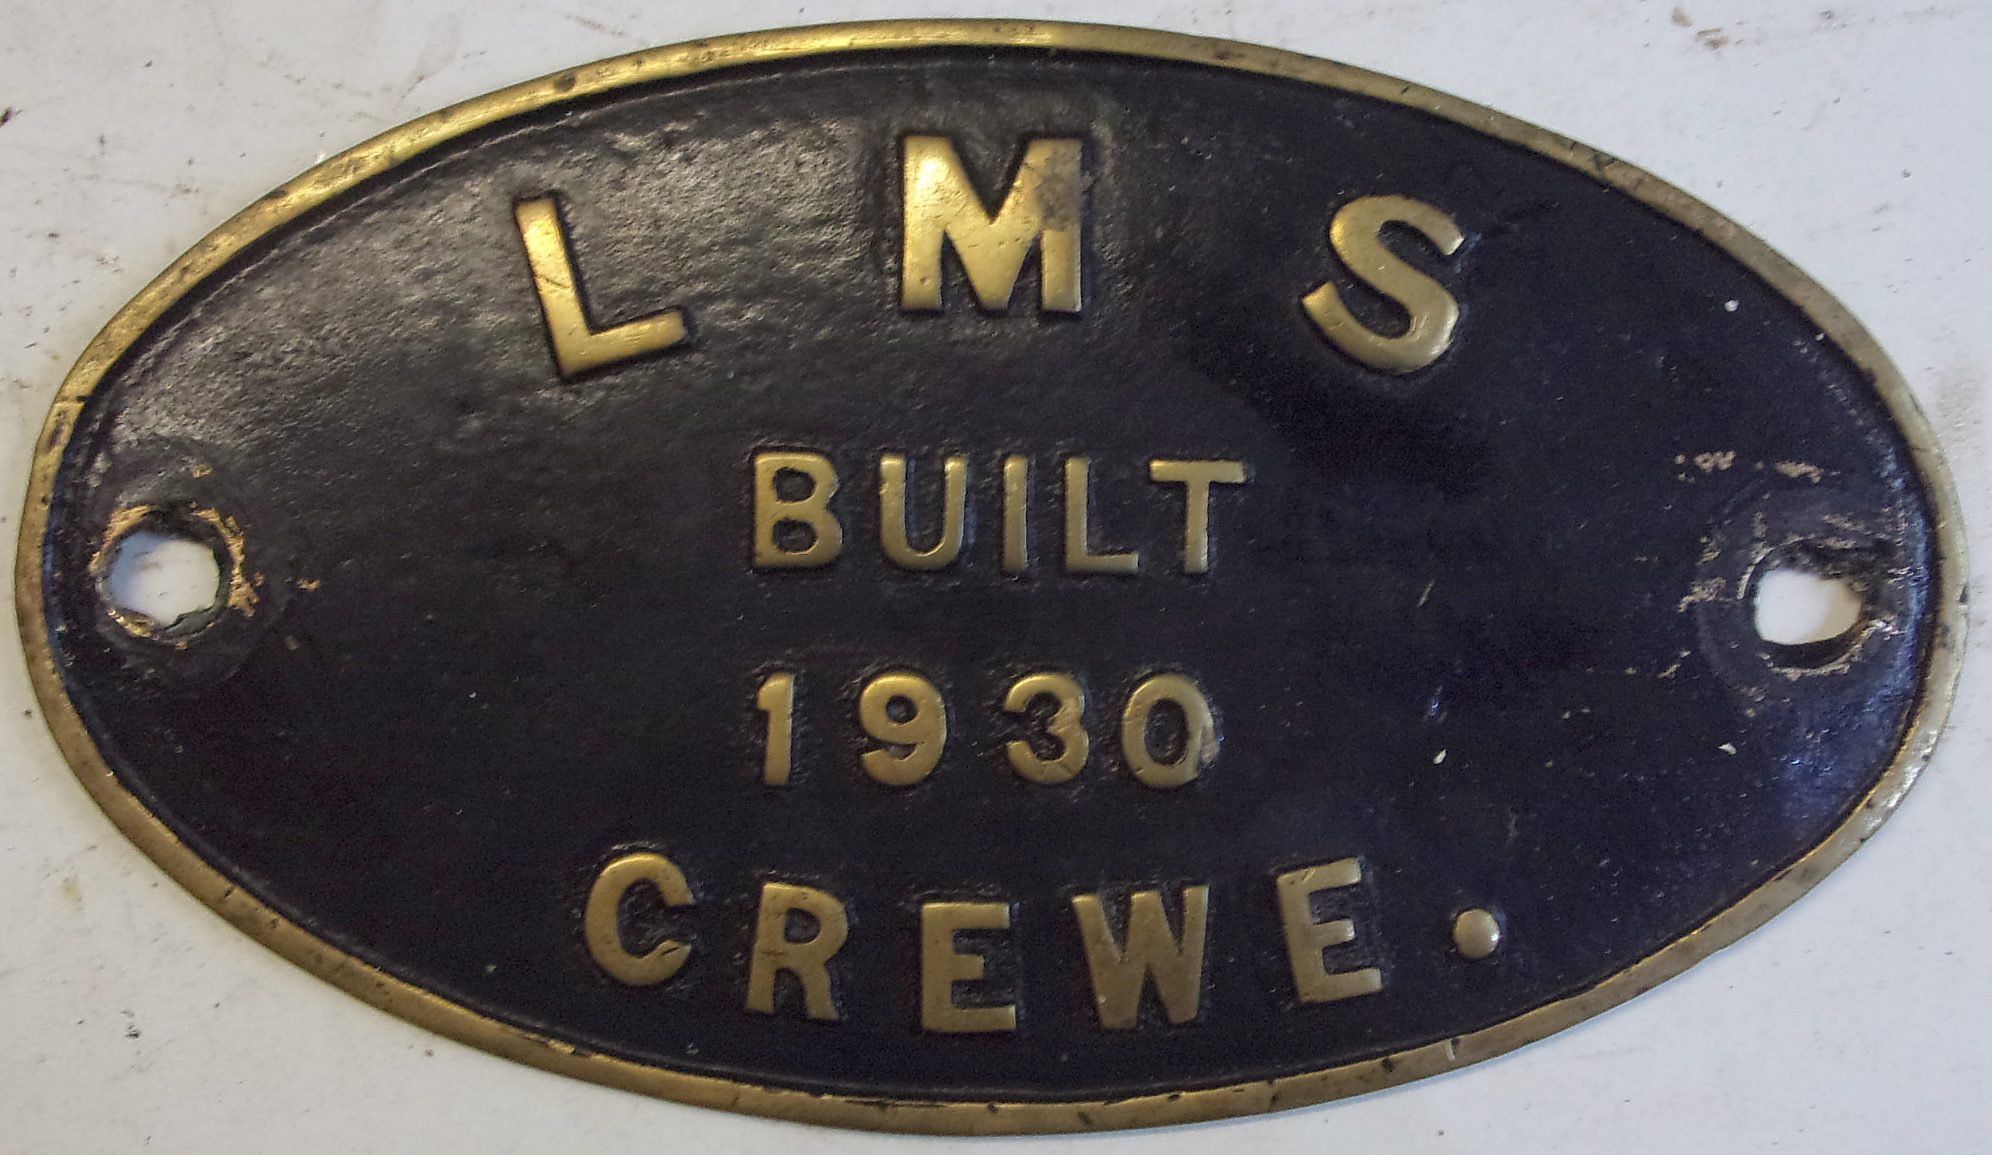 L M S
BUILT
1930
CREWE.